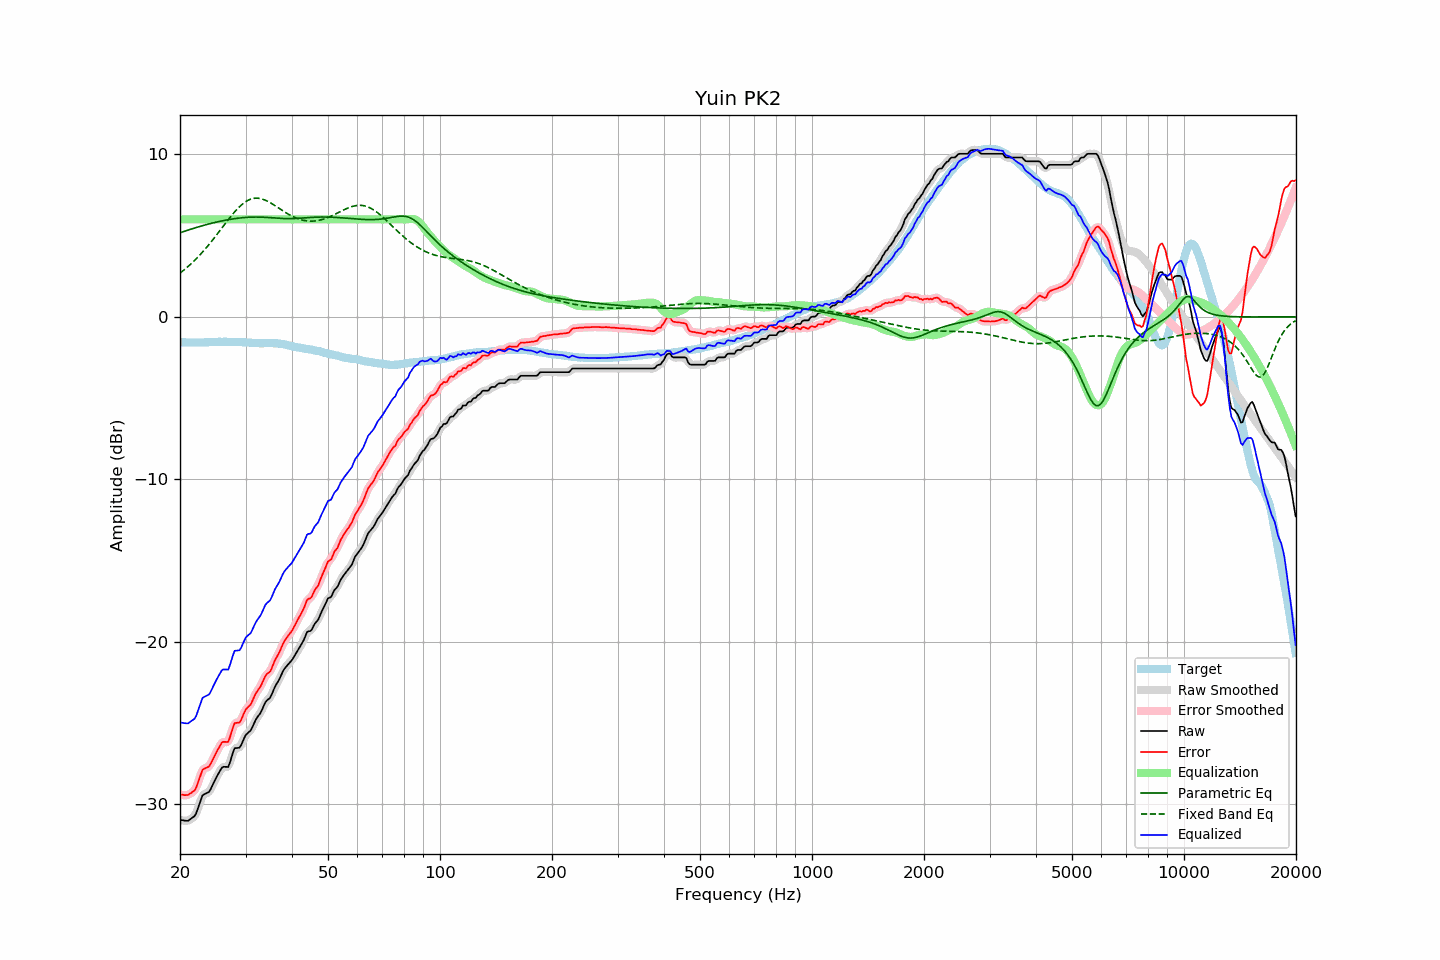 Yuin PK2
10
0
−10
−20
−30
Amplitude (dBr)
20
50
100
200
500
1000
2000
5000
10000
20000
Frequency (Hz)
Target
Raw Smoothed
Error Smoothed
Raw
Error
Equalization
Parametric Eq
Fixed Band Eq
Equalized